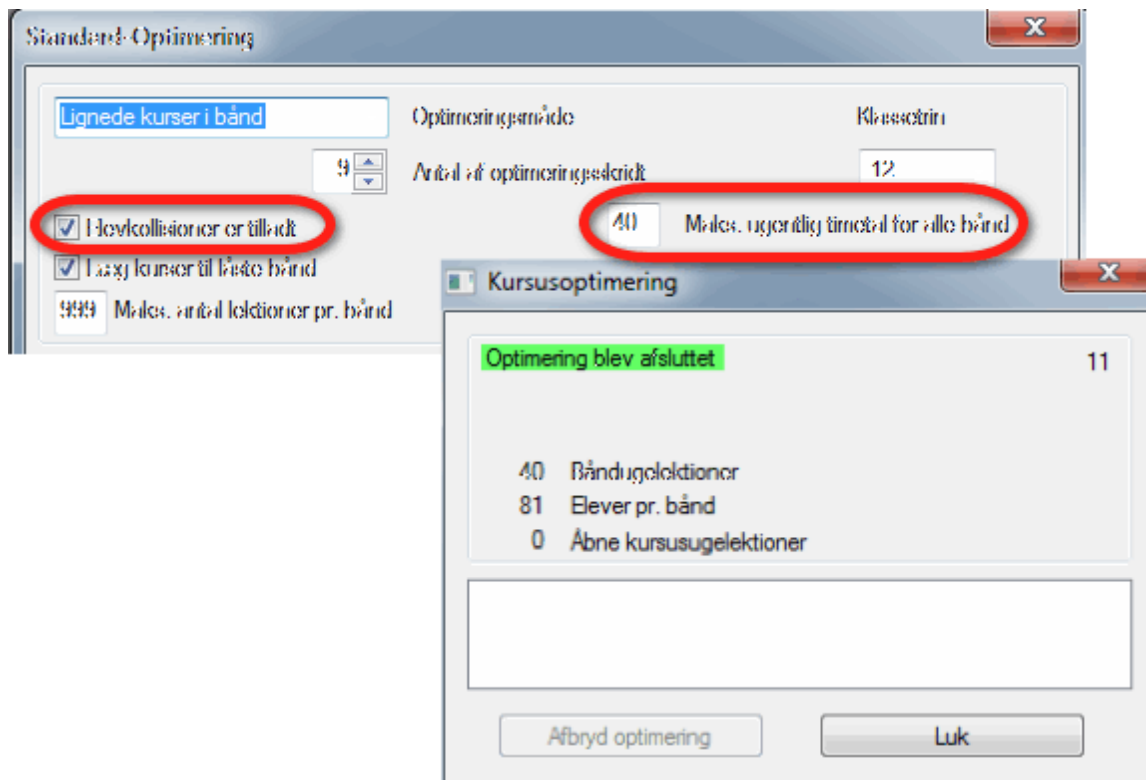 Standard-Optimering
Lignede kurser i bånd
Optimeringsmåde
Klassetrin
9
Antal af optimeringsskridt
12
Elevkollisioner er tilladt
40 Maks. ugentlig timetal for alle bånd
Læg kurser til låste bånd
999 Maks. antal lektioner pr. bånd
Kursusoptimering
Optimering blev afsluttet
11
40 Båndugelektioner
81 Elever pr. bånd
0 Åbne kursusugelektioner
Afbryd optimering
Luk